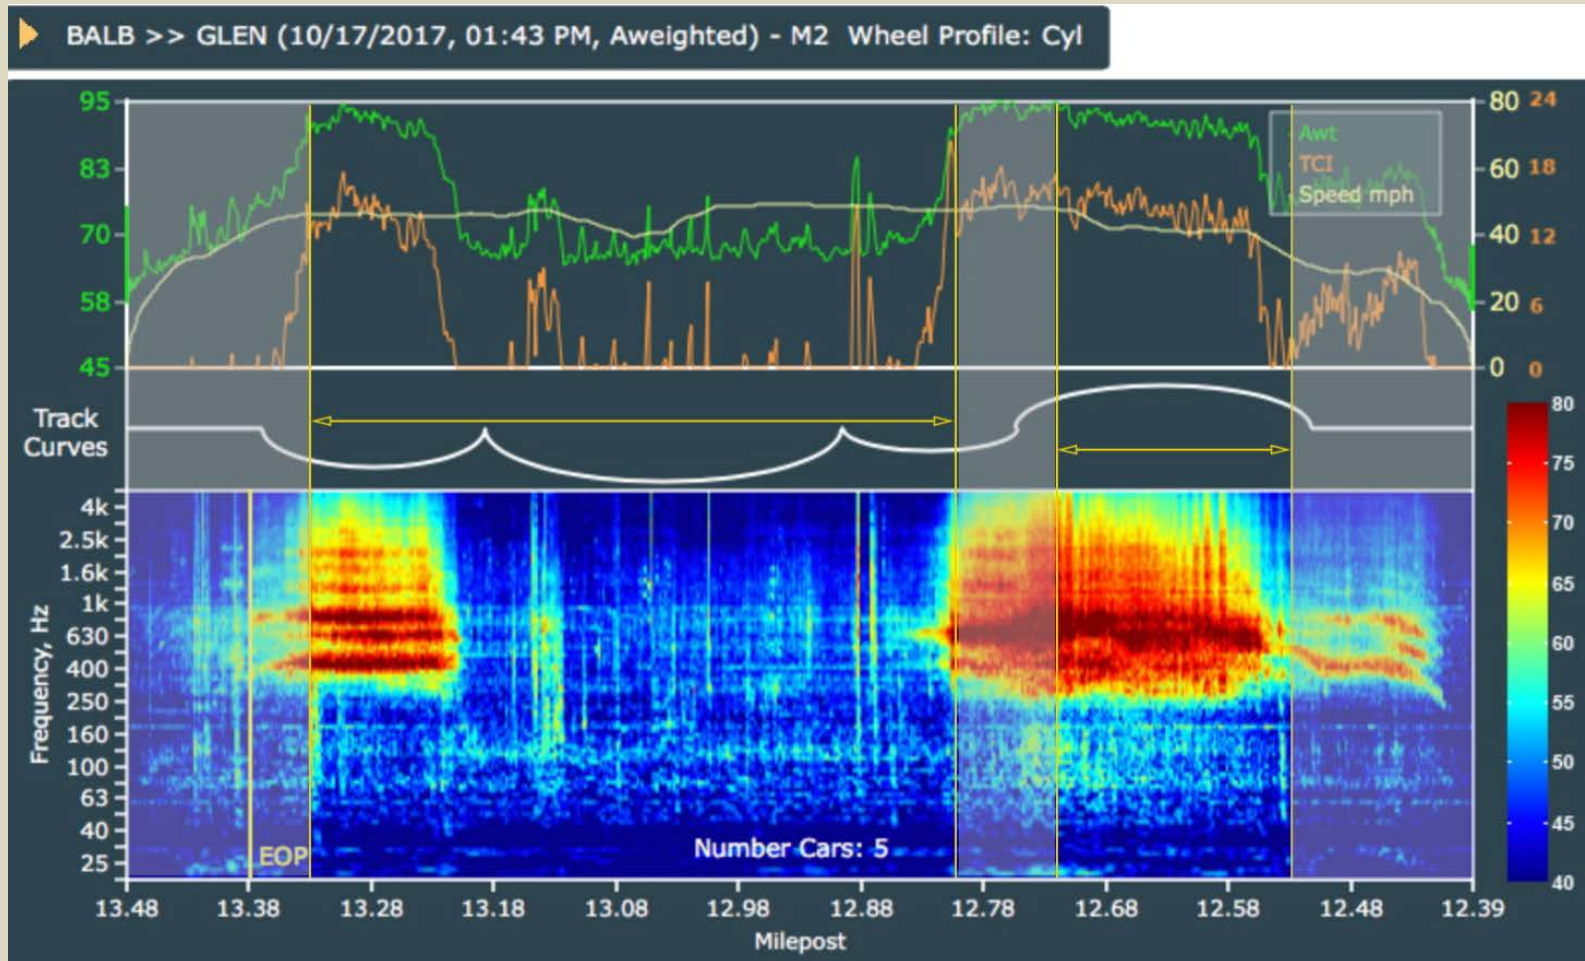 BALB >> GLEN (10/17/2017, 01:43 PM, Aweighted) - M2 Wheel Profile: Cyl
95
83
70
58
45
80 24
60 18
40 12
20 6
0 0
Awt
TCI
Speed mph
Track
Curves
80
75
70
65
60
55
50
45
40
Frequency, Hz
4k
2.5k
1.6k
1k
630
400
250
160
100
63
40
25
EOP
Number Cars: 5
13.48 13.38 13.28 13.18 13.08 12.98 12.88 12.78 12.68 12.58 12.48 12.39
Milepost